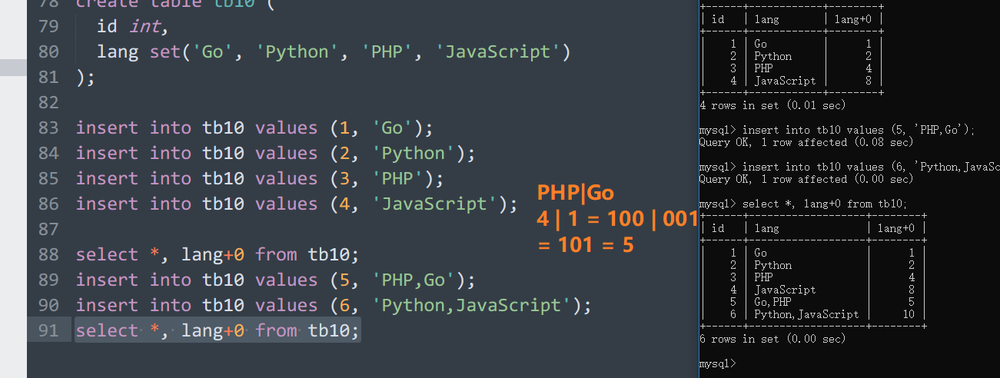 78 create table tb10 (
79 id int,
80 lang set('Go', 'Python', 'PHP', 'JavaScript')
81 );
82
83 insert into tb10 values (1, 'Go');
84 insert into tb10 values (2, 'Python');
85 insert into tb10 values (3, 'PHP');
86 insert into tb10 values (4, 'JavaScript');
87
88 select *, lang+0 from tb10;
89 insert into tb10 values (5, 'PHP,Go');
90 insert into tb10 values (6, 'Python,JavaScript');
91 select *, lang+0 from tb10;
PHP|Go
4 | 1 = 100 | 001
= 101 = 5
+------+------------+--------+
| id | lang | lang+0 |
+------+------------+--------+
| 1 | Go | 1 |
| 2 | Python | 2 |
| 3 | PHP | 4 |
| 4 | JavaScript | 8 |
+------+------------+--------+
4 rows in set (0.01 sec)
mysql> insert into tb10 values (5, 'PHP,Go');
Query OK, 1 row affected (0.08 sec)
mysql> insert into tb10 values (6, 'Python,JavaSc
Query OK, 1 row affected (0.00 sec)
mysql> select *, lang+0 from tb10;
+------+-------------------+--------+
| id | lang | lang+0 |
+------+-------------------+--------+
| 1 | Go | 1 |
| 2 | Python | 2 |
| 3 | PHP | 4 |
| 4 | JavaScript | 8 |
| 5 | Go,PHP | 5 |
| 6 | Python,JavaScript | 10 |
+------+-------------------+--------+
6 rows in set (0.00 sec)
mysql>